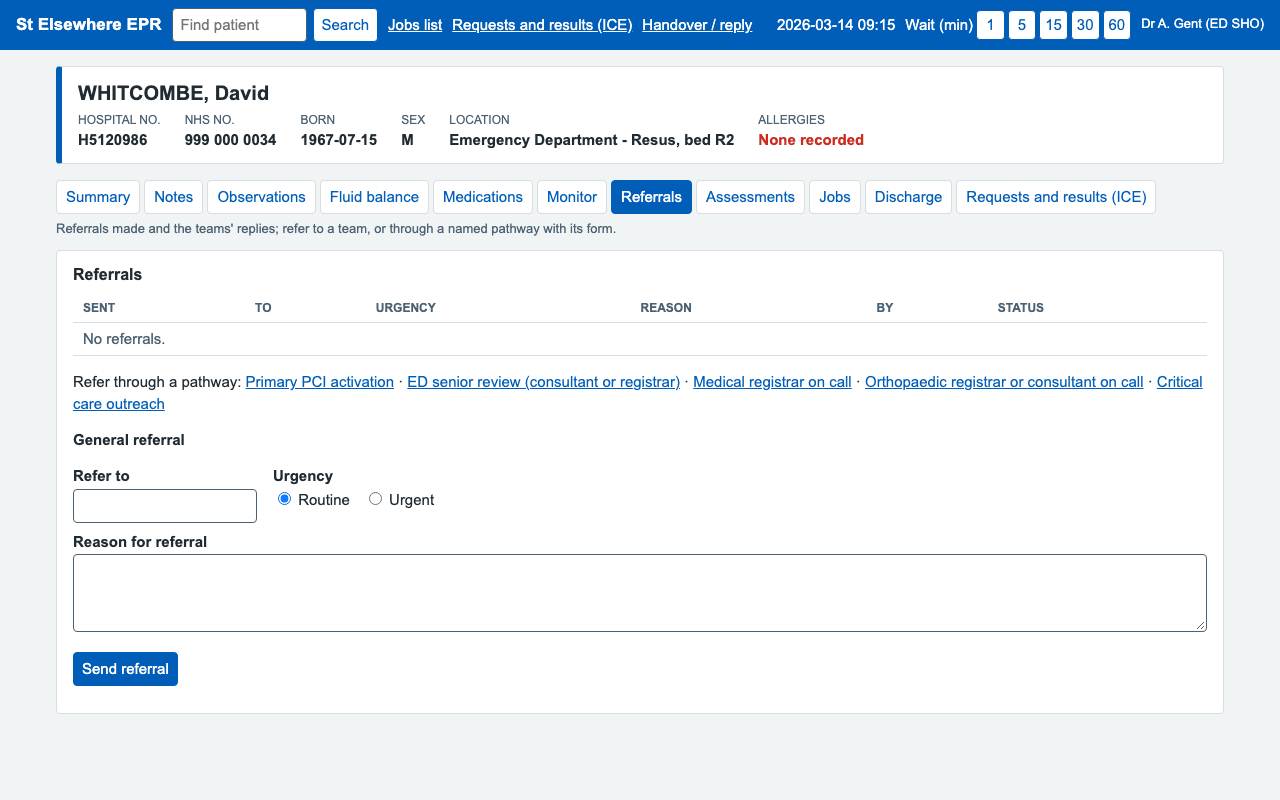 St Elsewhere EPR Find patient Search Jobs list Requests and results (ICE) Handover / reply 2026-03-14 09:15 Wait (min) 1 5 15 30 60 Dr A. Gent (ED SHO)
WHITCOMBE, David
HOSPITAL NO. NHS NO. BORN SEX LOCATION ALLERGIES
H5120986 999 000 0034 1967-07-15 M Emergency Department - Resus, bed R2 None recorded
Summary Notes Observations Fluid balance Medications Monitor Referrals Assessments Jobs Discharge Requests and results (ICE)
Referrals made and the teams' replies; refer to a team, or through a named pathway with its form.
Referrals
SENT TO URGENCY REASON BY STATUS
No referrals.
Refer through a pathway: Primary PCI activation · ED senior review (consultant or registrar) · Medical registrar on call · Orthopaedic registrar or consultant on call · Critical
care outreach
General referral
Refer to Urgency
Routine Urgent
Reason for referral
Send referral